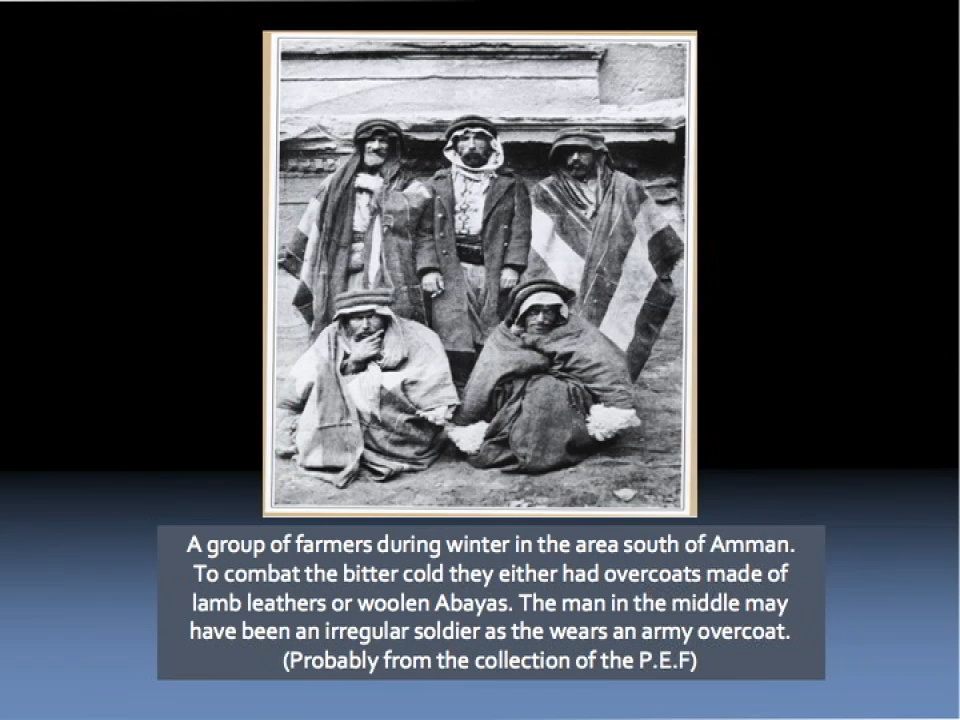 A group of farmers during winter in the area south of Amman.
To combat the bitter cold they either had overcoats made of
lamb leathers or woolen Abayas. The man in the middle may
have been an irregular soldier as the wears an army overcoat.
(Probably from the collection of the P.E.F)